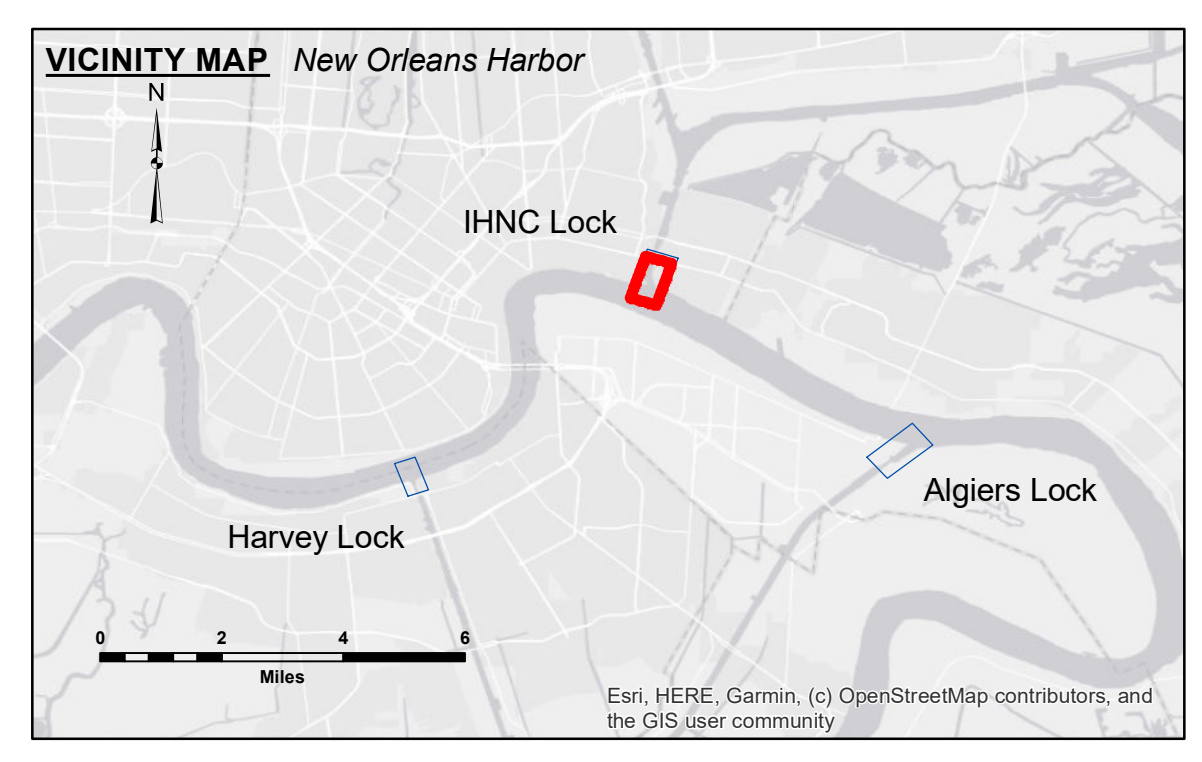 VICINITY MAP New Orleans Harbor
N
IHNC Lock
Algiers Lock
Harvey Lock
0 2 4 6
Miles
Esri, HERE, Garmin, (c) OpenStreetMap contributors, and
the GIS user community